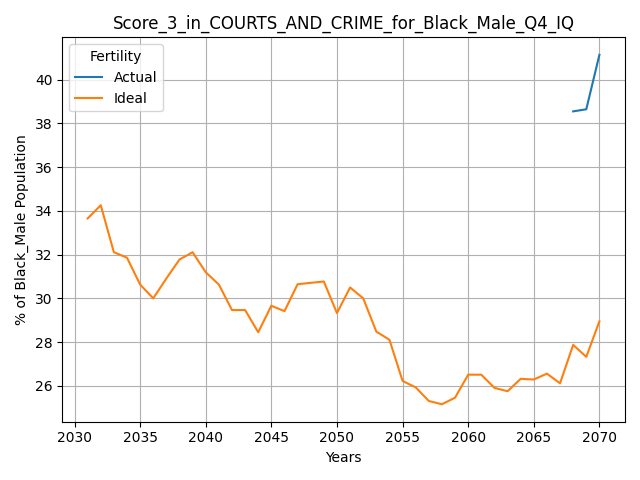 Score_3_in_COURTS_AND_CRIME_for_Black_Male_Q4_IQ
Fertility
Actual
Ideal
% of Black_Male Population
40
38
36
34
32
30
28
26
2030 2035 2040 2045 2050 2055 2060 2065 2070
Years